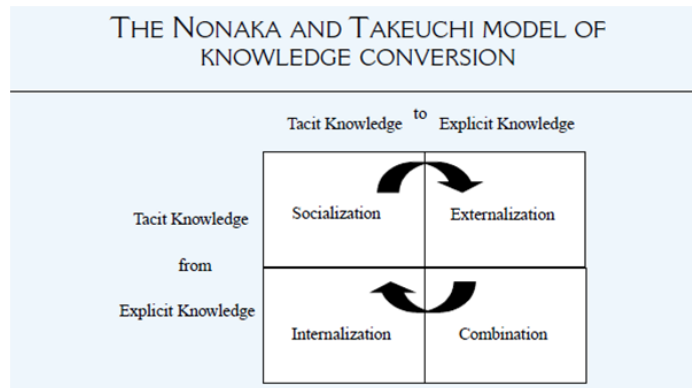 THE NONAKA AND TAKEUCHI MODEL OF
KNOWLEDGE CONVERSION
Tacit Knowledge to Explicit Knowledge
Tacit Knowledge
from
Explicit Knowledge
Socialization
Externalization
Internalization
Combination